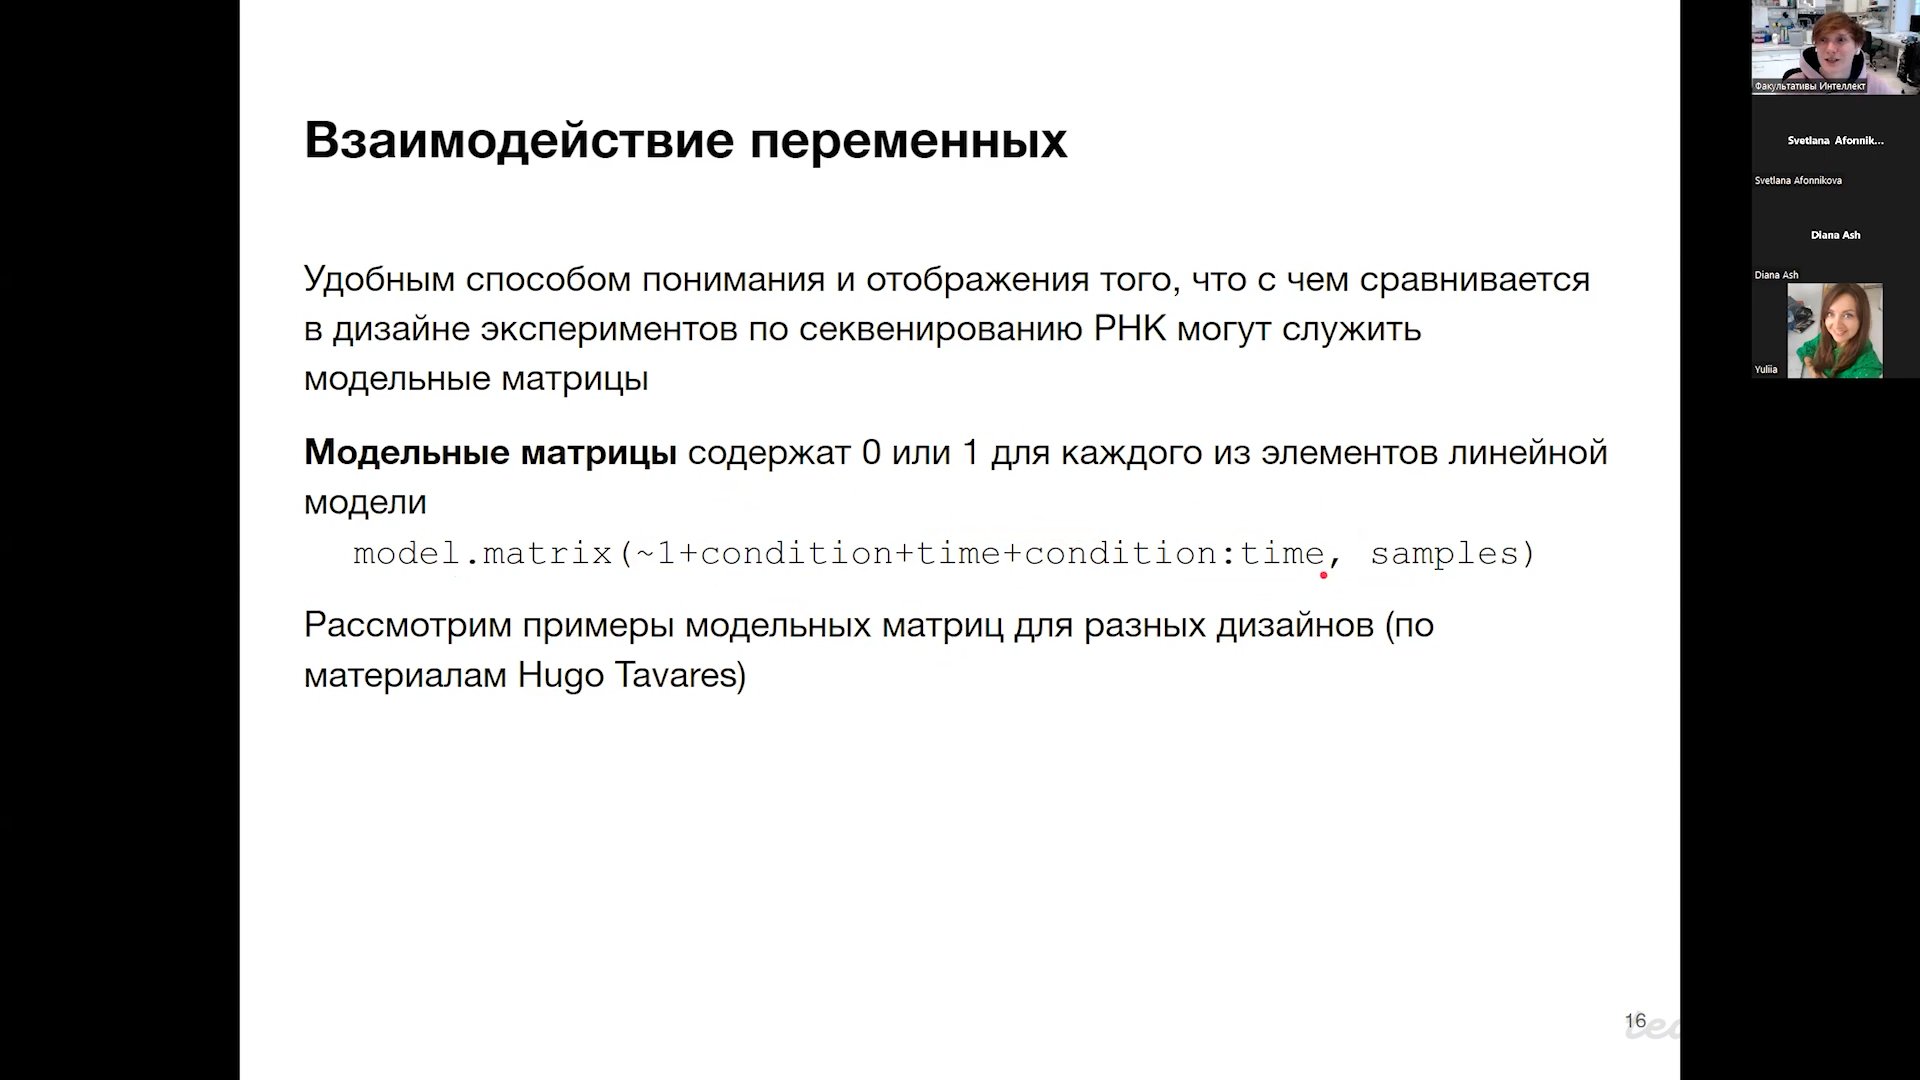 Взаимодействие переменных
Удобным способом понимания и отображения того, что с чем сравнивается
в дизайне экспериментов по секвенированию РНК могут служить
модельные матрицы
Модельные матрицы содержат 0 или 1 для каждого из элементов линейной
модели
model.matrix(~1+condition+time+condition:time, samples)
Рассмотрим примеры модельных матриц для разных дизайнов (по
материалам Hugo Tavares)
16
Факультативы Интеллект
Svetlana Afonnik...
Svetlana Afonnikova
Diana Ash
Diana Ash
Yuliia